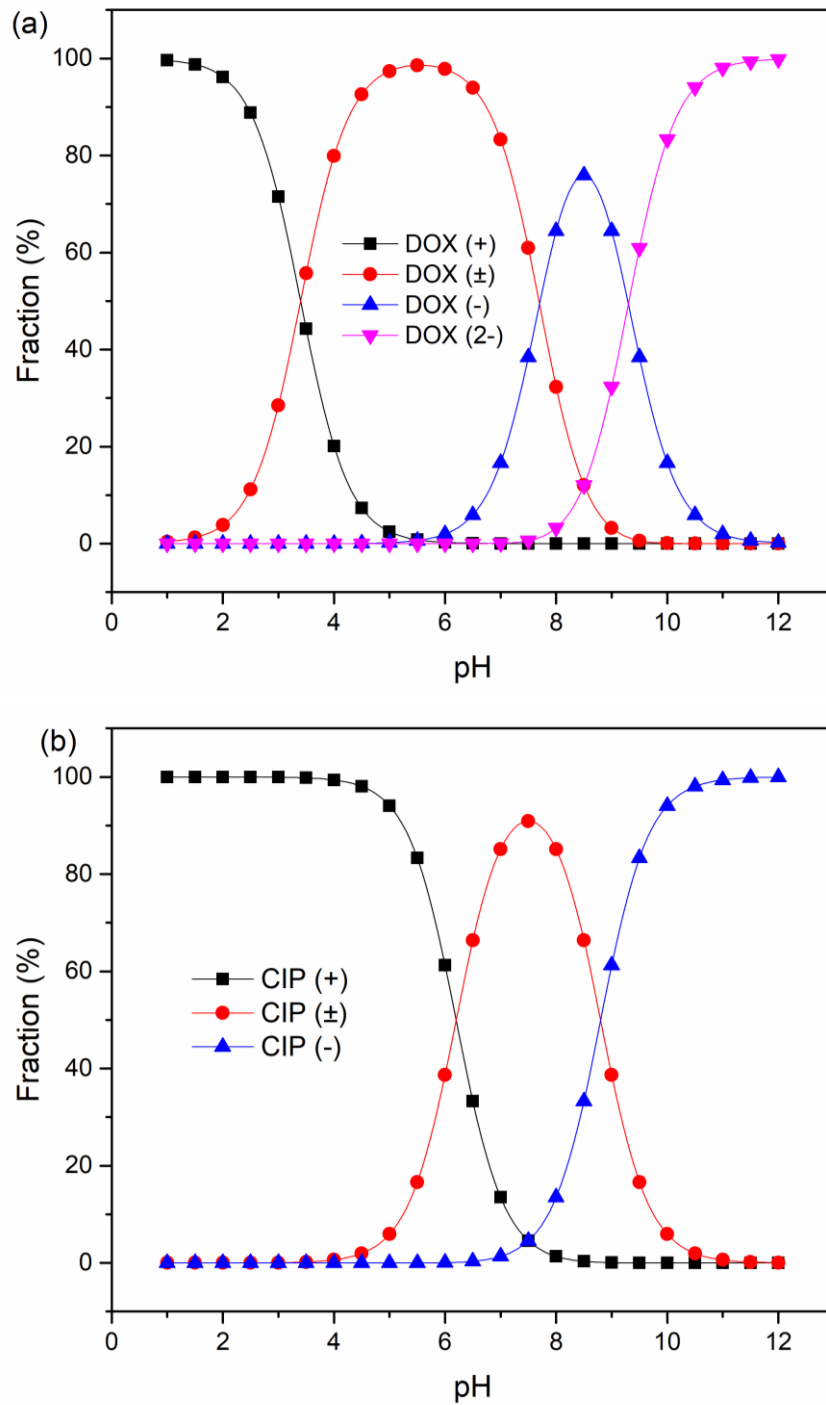 (a)
100
80
60
40
20
0
Fraction (%)
DOX (+)
DOX (±)
DOX (-)
DOX (2-)
0 2 4 6 8 10 12
pH
(b)
100
80
60
40
20
0
Fraction (%)
CIP (+)
CIP (±)
CIP (-)
0 2 4 6 8 10 12
pH